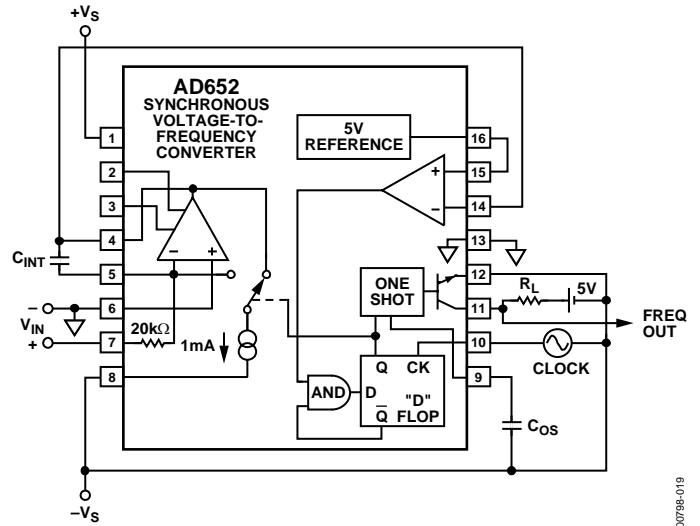 +VS
AD652
SYNCHRONOUS
VOLTAGE-TO-
FREQUENCY
CONVERTER
5V
REFERENCE
1
2
3
4
5
6
7
8
16
15
14
13
12
11
10
9
+
–
–
+
CINT
–
VIN
+
20kΩ
1mA
ONE
SHOT
RL
5V
FREQ
OUT
CLOCK
Q
CK
AND
D
"D"
FLOP
Q
COS
–VS
00798-019